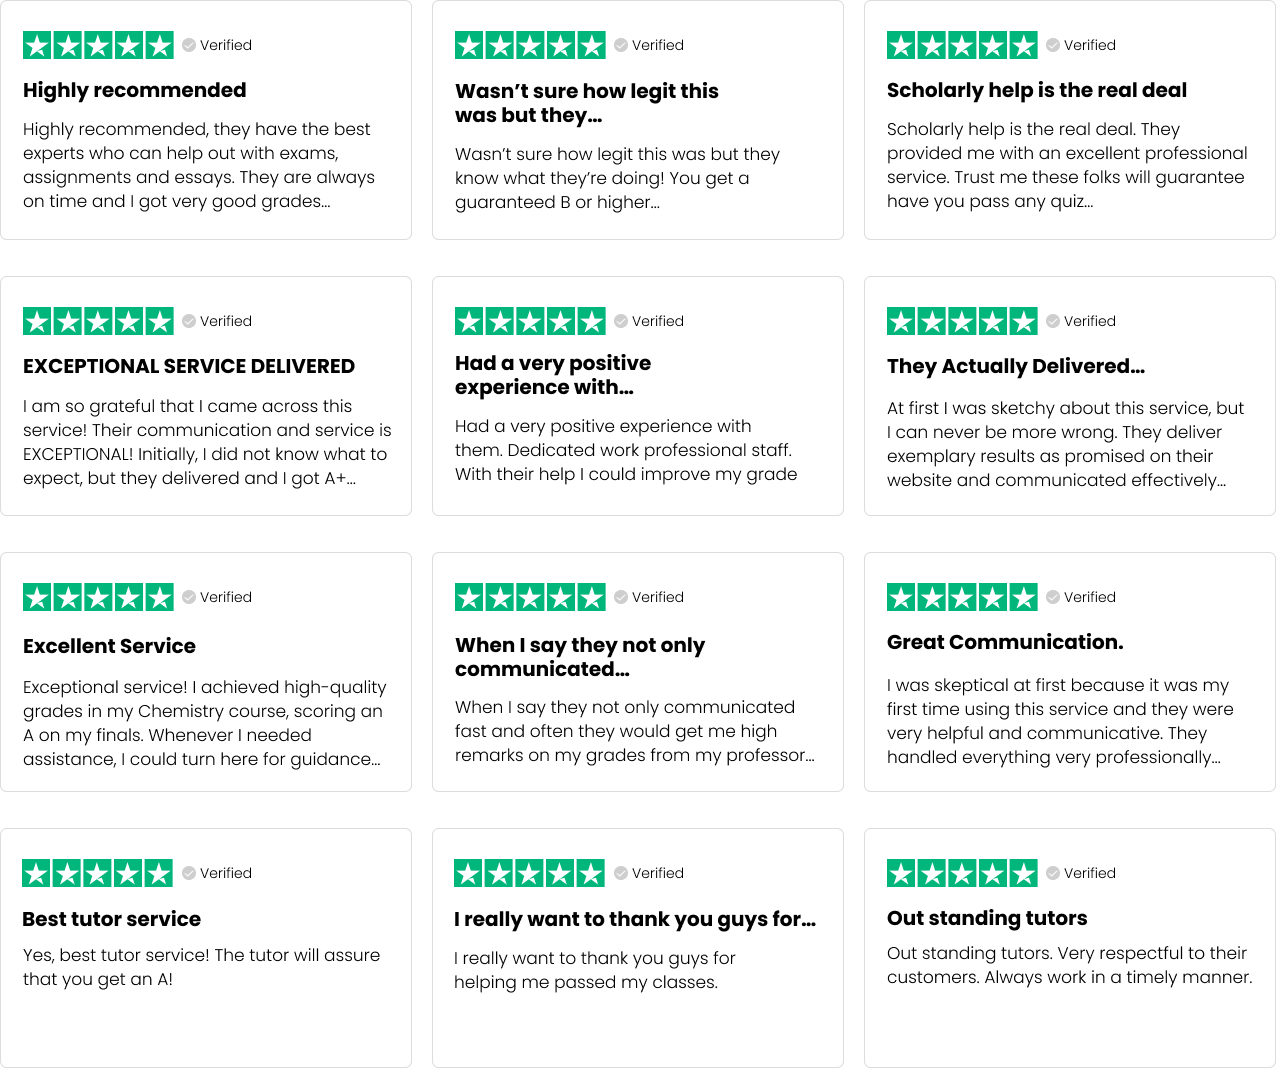 Verified
Highly recommended
Highly recommended, they have the best
experts who can help out with exams,
assignments and essays. They are always
on time and I got very good grades...
Verified
Wasn't sure how legit this
was but they...
Wasn't sure how legit this was but they
know what they're doing! You get a
guaranteed B or higher...
Verified
Scholarly help is the real deal
Scholarly help is the real deal. They
provided me with an excellent professional
service. Trust me these folks will guarantee
have you pass any quiz...
Verified
EXCEPTIONAL SERVICE DELIVERED
I am so grateful that I came across this
service! Their communication and service is
EXCEPTIONAL! Initially, I did not know what to
expect, but they delivered and I got A+...
Verified
Had a very positive
experience with...
Had a very positive experience with
them. Dedicated work professional staff.
With their help I could improve my grade
Verified
They Actually Delivered...
At first I was sketchy about this service, but
I can never be more wrong. They deliver
exemplary results as promised on their
website and communicated effectively...
Verified
Excellent Service
Exceptional service! I achieved high-quality
grades in my Chemistry course, scoring an
A on my finals. Whenever I needed
assistance, I could turn here for guidance...
Verified
When I say they not only
communicated...
When I say they not only communicated
fast and often they would get me high
remarks on my grades from my professor...
Verified
Great Communication.
I was skeptical at first because it was my
first time using this service and they were
very helpful and communicative. They
handled everything very professionally...
Verified
Best tutor service
Yes, best tutor service! The tutor will assure
that you get an A!
Verified
I really want to thank you guys for...
I really want to thank you guys for
helping me passed my classes.
Verified
Out standing tutors
Out standing tutors. Very respectful to their
customers. Always work in a timely manner.